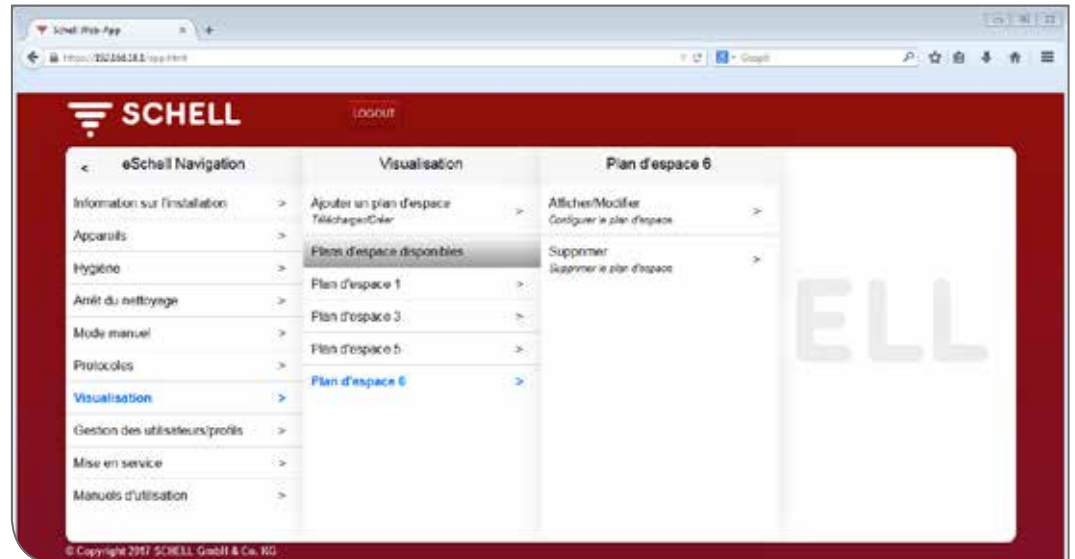 Schell Web-App
Google
SCHELL
LOGOUT
< eSchell Navigation
Information sur l'installation >
Appareils >
Hygiène >
Arrêt du nettoyage >
Mode manuel >
Protocoles >
Visualisation >
Gestion des utilisateurs/profils >
Mise en service >
Manuels d'utilisation >
Visualisation
Ajouter un plan d'espace >
Télécharger/Créer
Plans d'espace disponibles
Plan d'espace 1 >
Plan d'espace 3 >
Plan d'espace 5 >
Plan d'espace 6 >
Plan d'espace 6
Afficher/Modifier >
Configurer le plan d'espace
Supprimer >
Supprimer le plan d'espace
ELL
© Copyright 2017 SCHELL GmbH & Co. KG